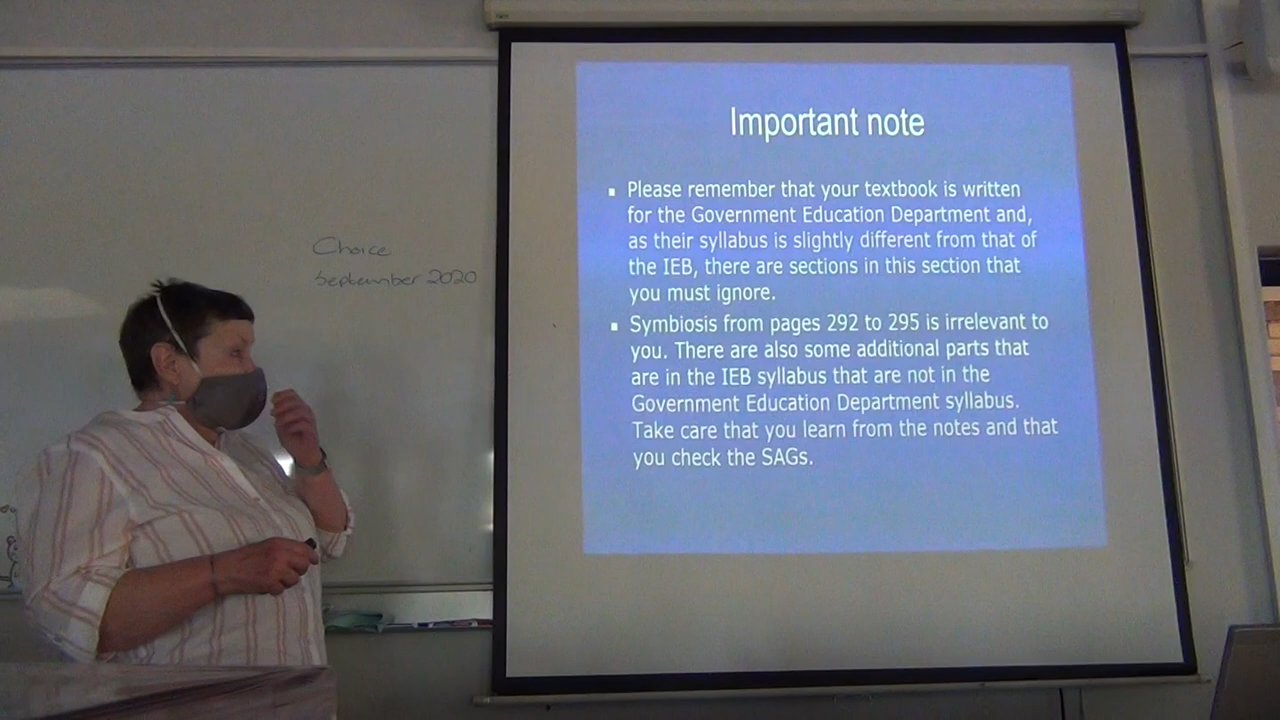 Choice
September 2020
Important note
▪ Please remember that your textbook is written
for the Government Education Department and,
as their syllabus is slightly different from that of
the IEB, there are sections in this section that
you must ignore.
▪ Symbiosis from pages 292 to 295 is irrelevant to
you. There are also some additional parts that
are in the IEB syllabus that are not in the
Government Education Department syllabus.
Take care that you learn from the notes and that
you check the SAGs.